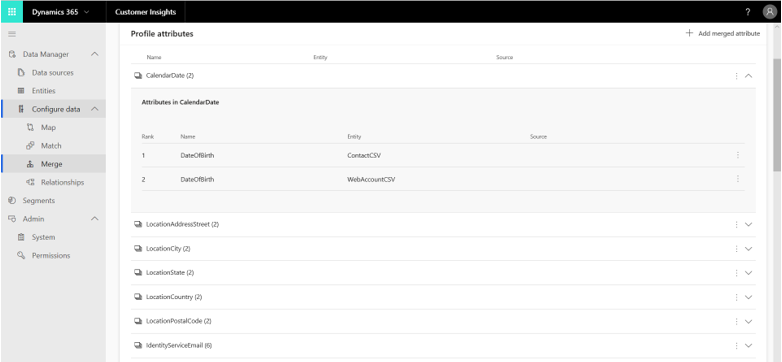 Dynamics 365
Customer Insights
?
Data Manager
Data sources
Entities
Configure data
Map
Match
Merge
Relationships
Segments
Admin
System
Permissions
Profile attributes
Add merged attribute
Name Entity Source
CalendarDate (2)
Attributes in CalendarDate
Rank Name Entity Source
1 DateOfBirth ContactCSV
2 DateOfBirth WebAccountCSV
LocationAddressStreet (2)
LocationCity (2)
LocationState (2)
LocationCountry (2)
LocationPostalCode (2)
IdentityServiceEmail (6)